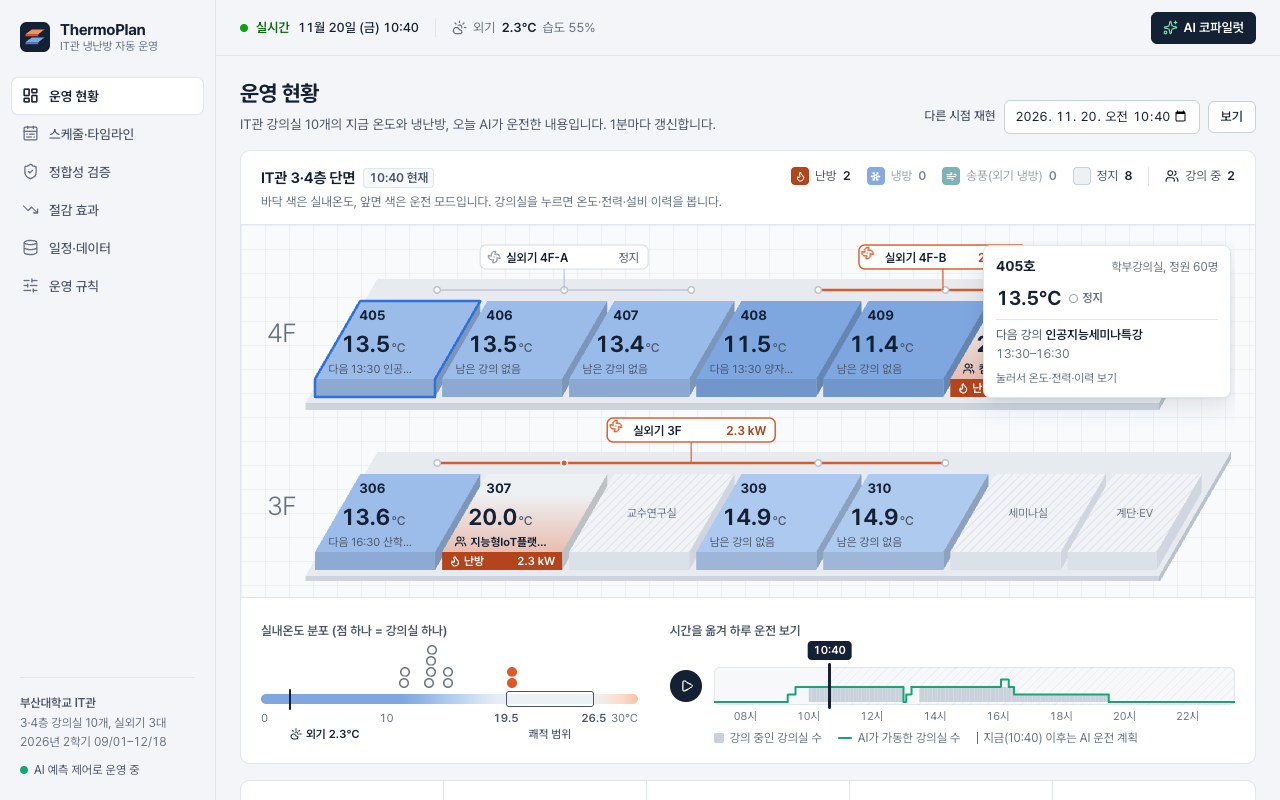 ThermoPlan
IT관 냉난방 자동 운영
운영 현황
스케줄·타임라인
정합성 검증
절감 효과
일정·데이터
운영 규칙
부산대학교 IT관
3·4층 강의실 10개, 실외기 3대
2026년 2학기 09/01–12/18
AI 예측 제어로 운영 중
실시간 11월 20일 (금) 10:40 외기 2.3°C 습도 55%
AI 코파일럿
운영 현황
IT관 강의실 10개의 지금 온도와 냉난방, 오늘 AI가 운전한 내용입니다. 1분마다 갱신합니다.
다른 시점 재현 2026. 11. 20. 오전 10:40 보기
IT관 3·4층 단면 10:40 현재
난방 2 냉방 0 송풍(외기 냉방) 0 정지 8 강의 중 2
바닥 색은 실내온도, 앞면 색은 운전 모드입니다. 강의실을 누르면 온도·전력·설비 이력을 봅니다.
실외기 4F-A 정지
실외기 4F-B
4F
405
13.5°C
다음 13:30 인공...
406
13.5°C
남은 강의 없음
407
13.4°C
남은 강의 없음
408
11.5°C
다음 13:30 양자...
409
11.4°C
남은 강의 없음
405호 학부강의실, 정원 60명
13.5°C 정지
다음 강의 인공지능세미나특강
13:30–16:30
눌러서 온도·전력·이력 보기
실외기 3F 2.3 kW
3F
306
13.6°C
다음 16:30 산학...
307
20.0°C
지능형IoT플랫...
난방 2.3 kW
교수연구실
309
14.9°C
남은 강의 없음
310
14.9°C
남은 강의 없음
세미나실
계단·EV
실내온도 분포 (점 하나 = 강의실 하나)
0 10 19.5 26.5 30°C
외기 2.3°C 쾌적 범위
시간을 옮겨 하루 운전 보기
10:40
08시 10시 12시 14시 16시 18시 20시 22시
강의 중인 강의실 수 AI가 가동한 강의실 수 지금(10:40) 이후는 AI 운전 계획